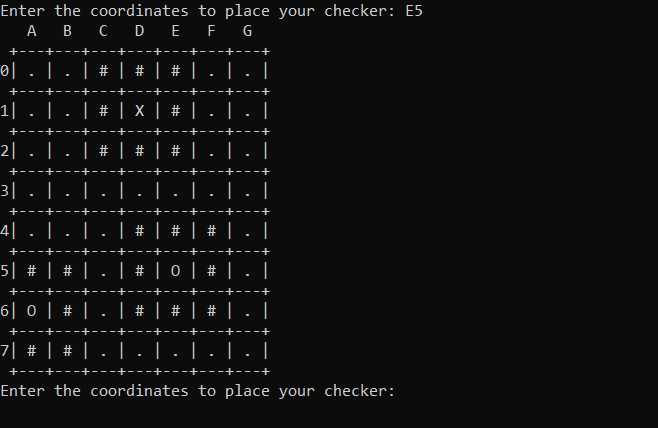 Enter the coordinates to place your checker: E5
   A   B   C   D   E   F   G
 +---+---+---+---+---+---+---+
0| . | . | # | # | # | . | . |
 +---+---+---+---+---+---+---+
1| . | . | # | X | # | . | . |
 +---+---+---+---+---+---+---+
2| . | . | # | # | # | . | . |
 +---+---+---+---+---+---+---+
3| . | . | . | . | . | . | . |
 +---+---+---+---+---+---+---+
4| . | . | . | # | # | # | . |
 +---+---+---+---+---+---+---+
5| # | # | . | # | O | # | . |
 +---+---+---+---+---+---+---+
6| O | # | . | # | # | # | . |
 +---+---+---+---+---+---+---+
7| # | # | . | . | . | . | . |
 +---+---+---+---+---+---+---+
Enter the coordinates to place your checker: